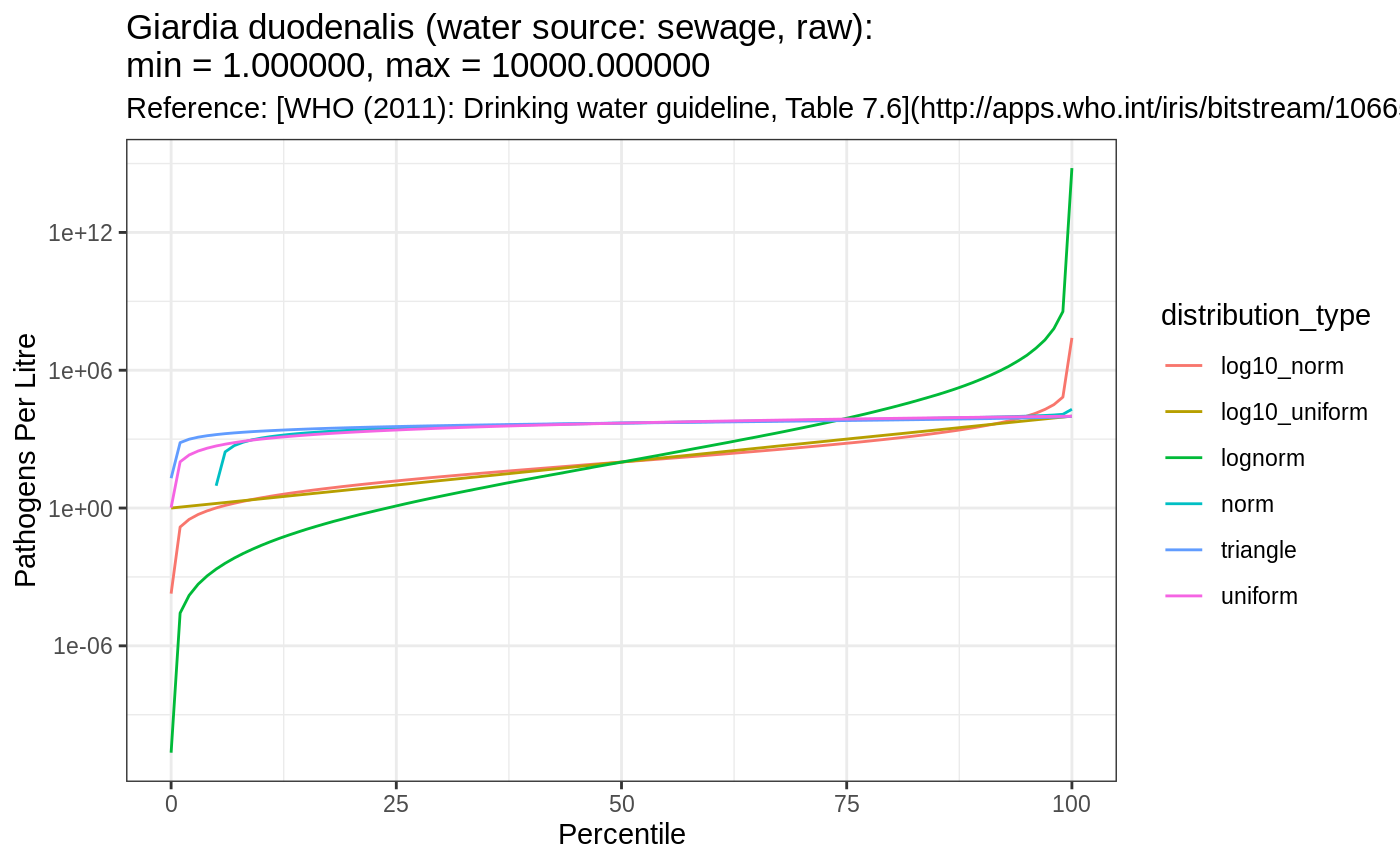 Giardia duodenalis (water source: sewage, raw):
min = 1.000000, max = 10000.000000
Reference: [WHO (2011): Drinking water guideline, Table 7.6](http://apps.who.int/iris/bitstream/1066
Pathogens Per Litre
1e+12
1e+06
1e+00
1e-06
0 25 50 75 100
Percentile
distribution_type
log10_norm
log10_uniform
lognorm
norm
triangle
uniform